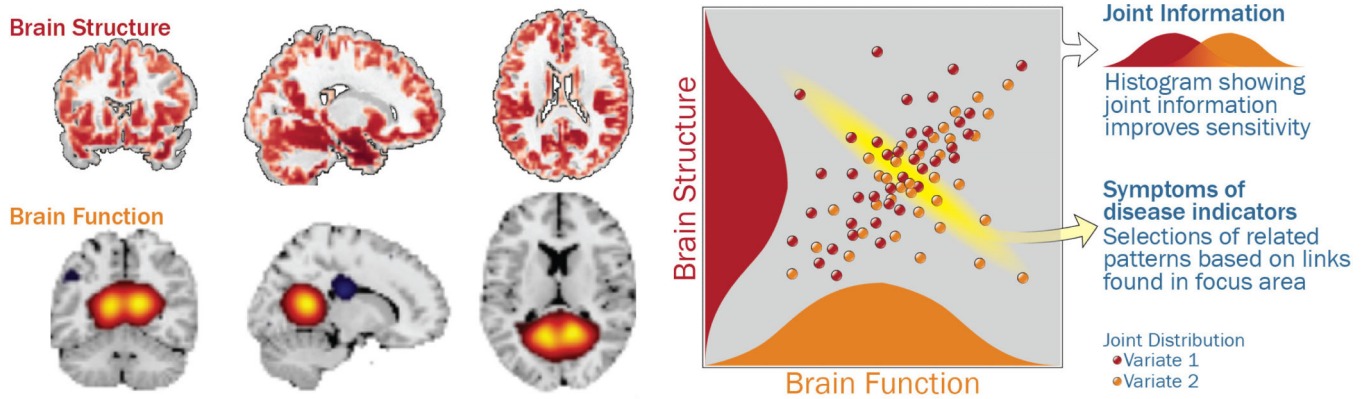 Brain Structure
Brain Function
Brain Structure
Brain Function
Joint Information
Histogram showing
joint information
improves sensitivity
Symptoms of
disease indicators
Selections of related
patterns based on links
found in focus area
Joint Distribution
Variate 1
Variate 2